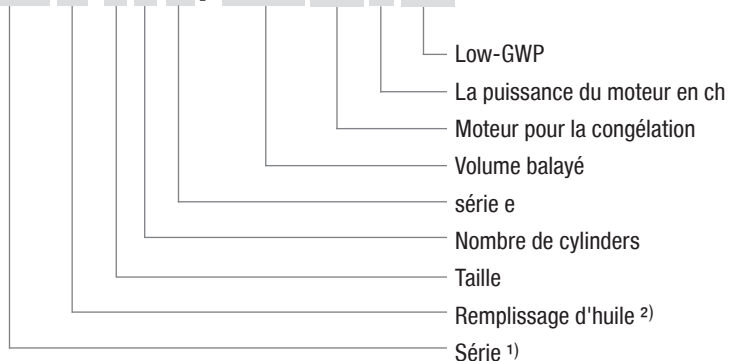 Low-GWP
La puissance du moteur en ch
Moteur pour la congélation
Volume balayé
série e
Nombre de cylinders
Taille
Remplissage d'huile ²⁾
Série ¹⁾